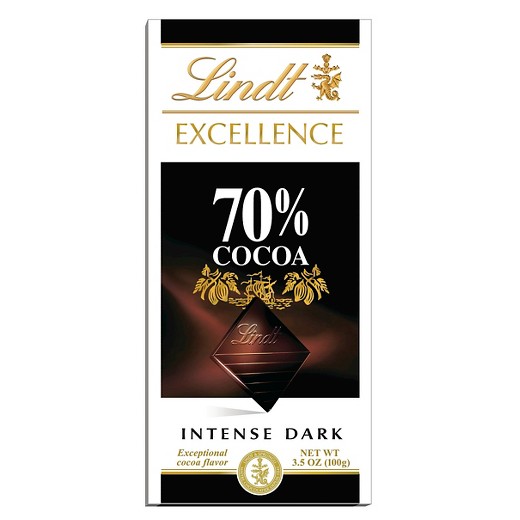 Lindt
EXCELLENCE
70%
COCOA
Lindt
INTENSE DARK
Exceptional
cocoa flavor
NET WT
3.5 OZ (100g)